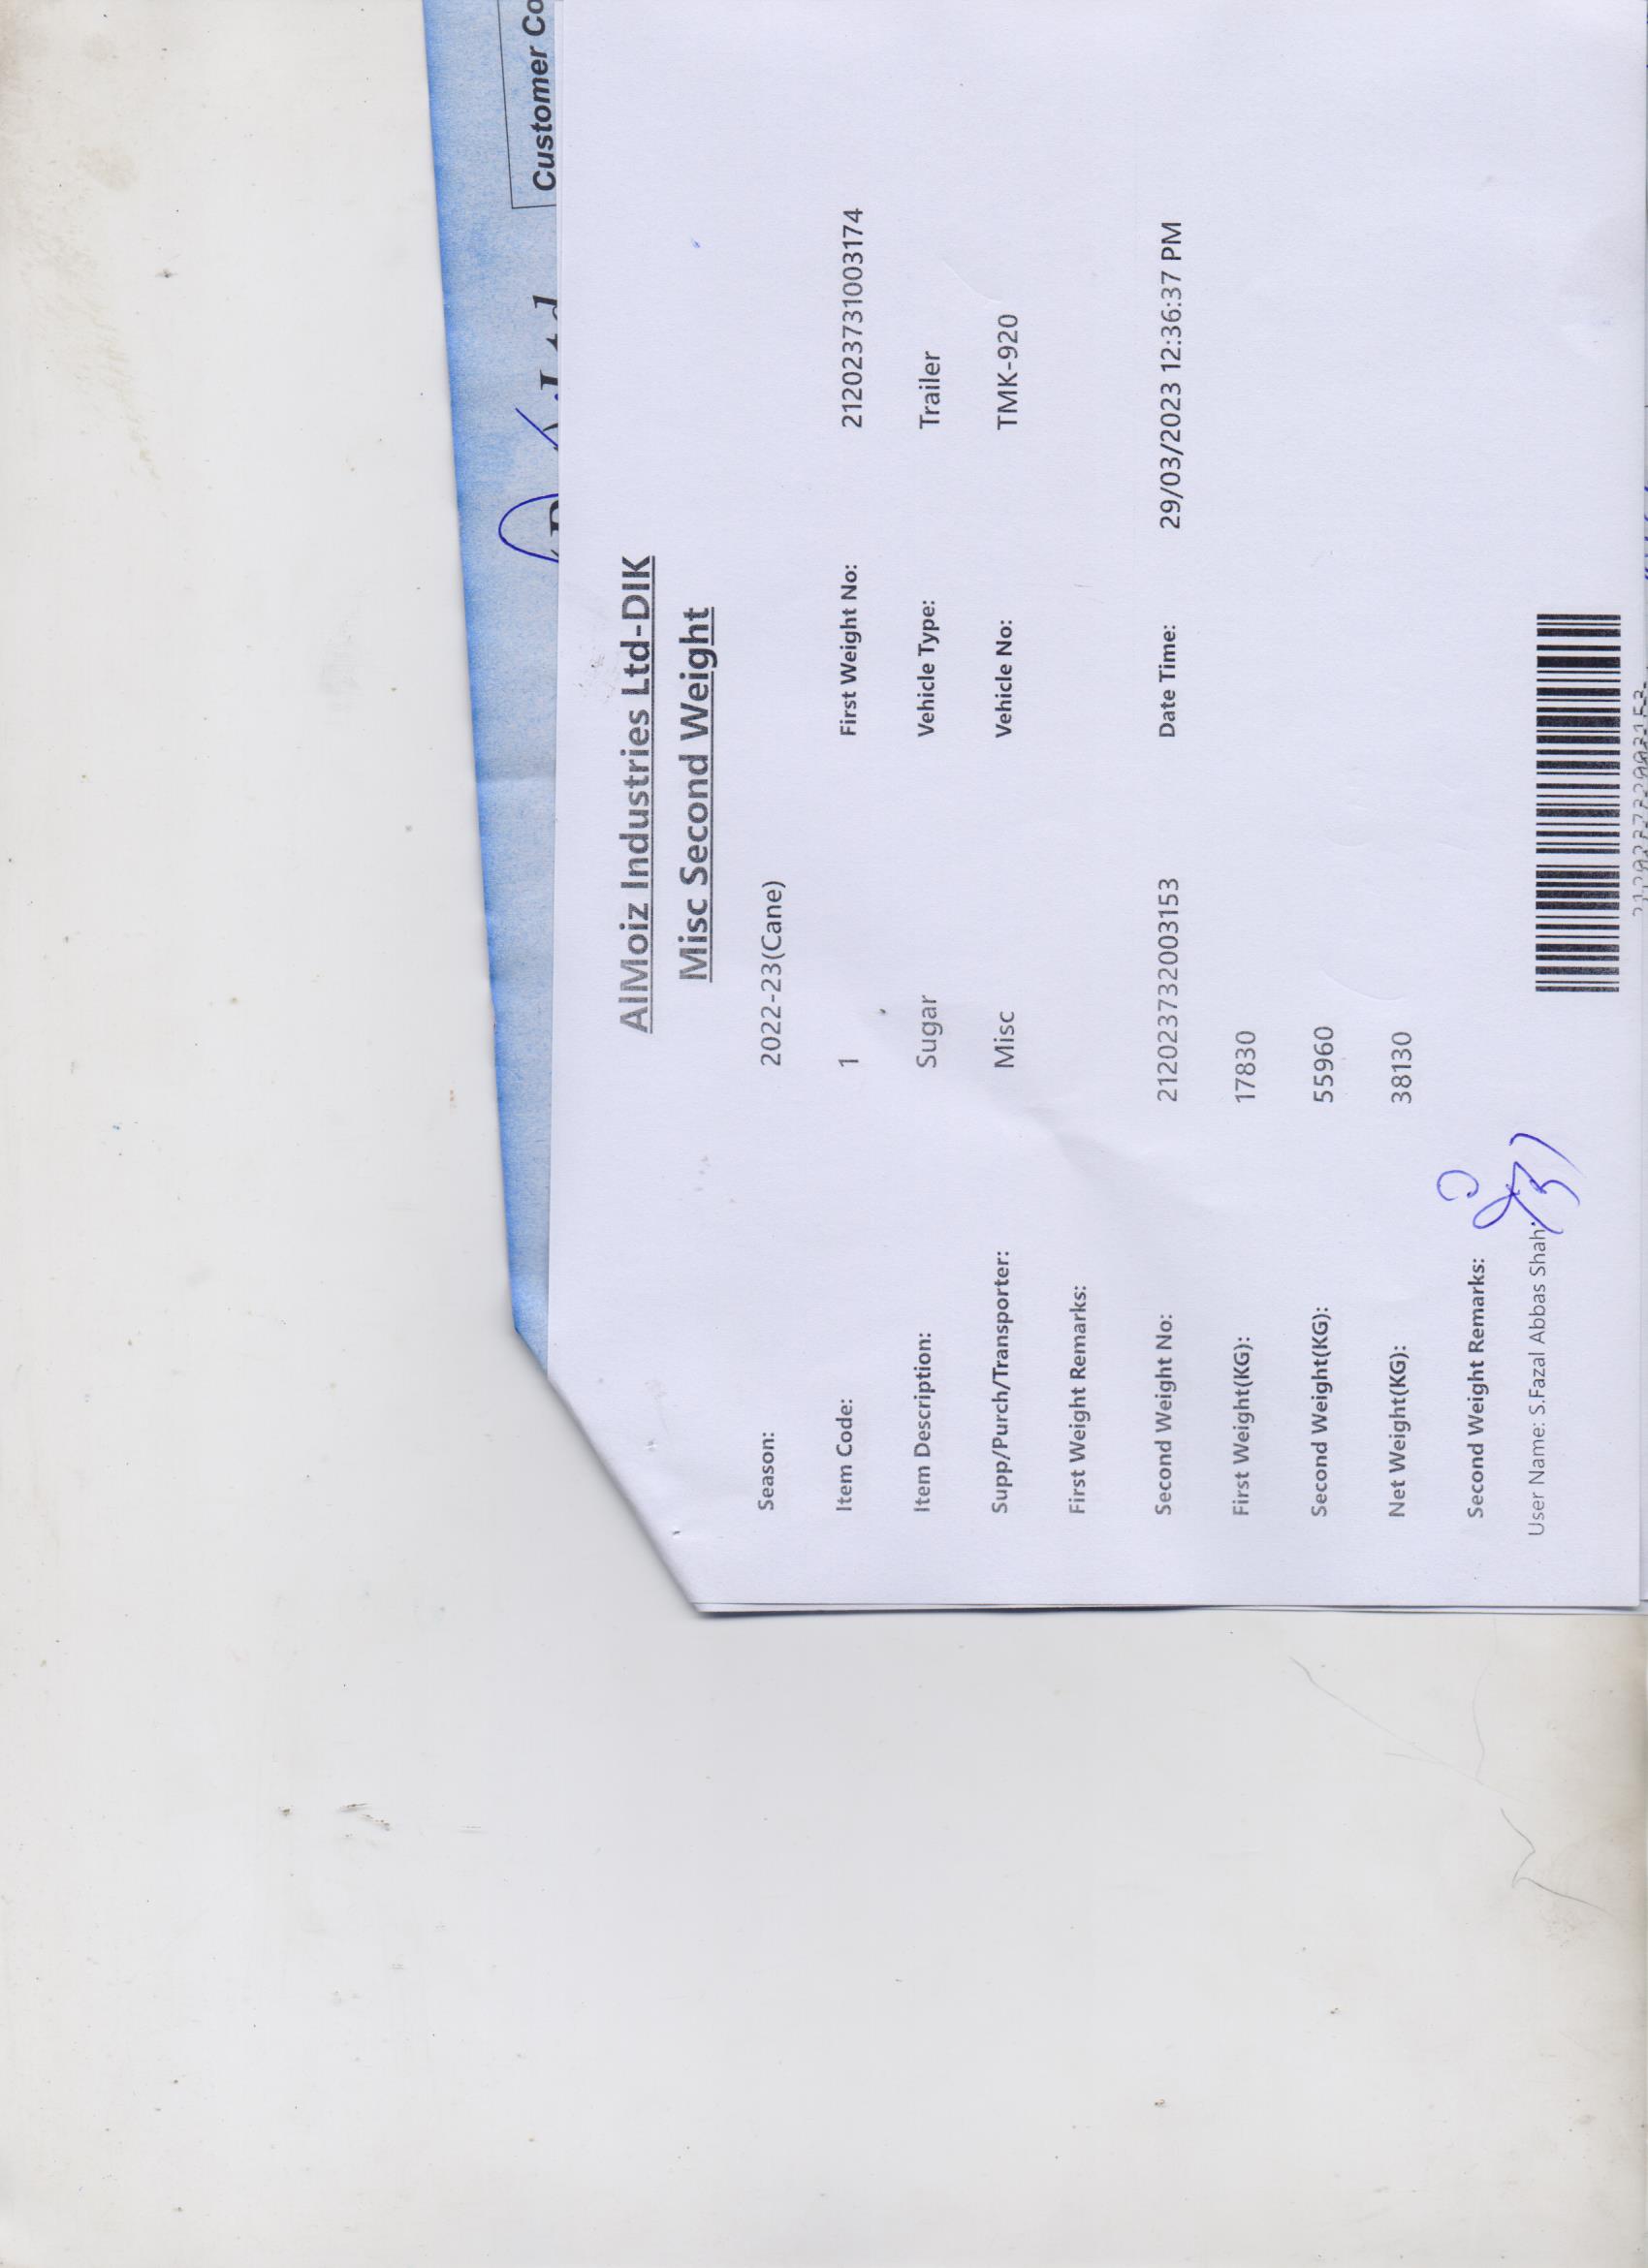 Customer Co
AlMoiz Industries Ltd-DIK
Misc Second Weight
Season: 2022-23(Cane)
Item Code: 1 First Weight No: 212023731003174
Item Description: Sugar Vehicle Type: Trailer
Supp/Purch/Transporter: Misc Vehicle No: TMK-920
First Weight Remarks:
Second Weight No: 212023732003153 Date Time: 29/03/2023 12:36:37 PM
First Weight(KG): 17830
Second Weight(KG): 55960
Net Weight(KG): 38130
Second Weight Remarks:
User Name: S.Fazal Abbas Shah